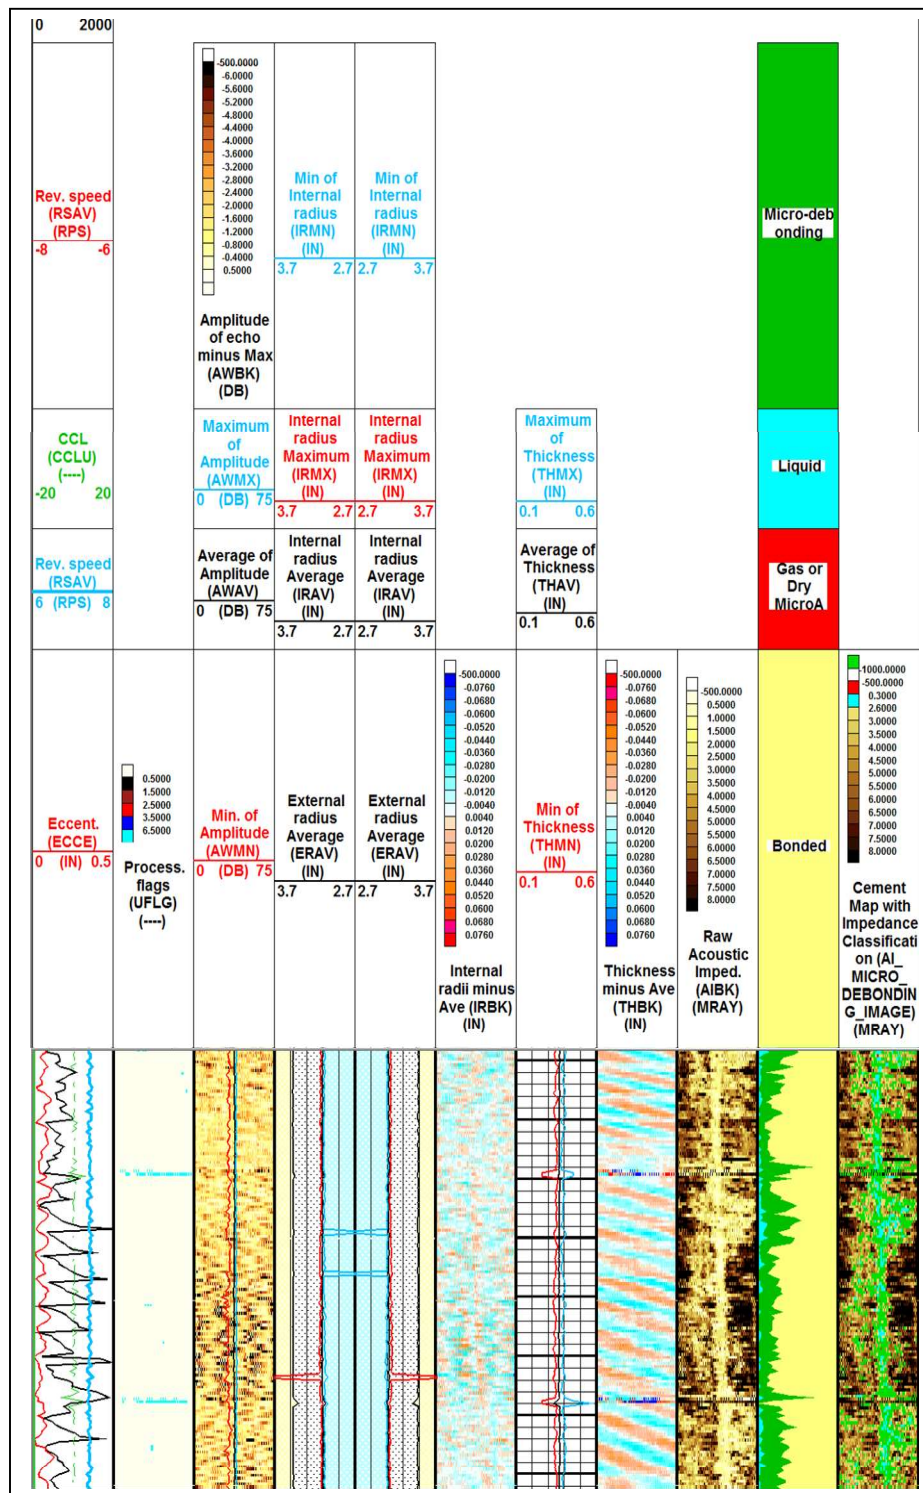 0 2000
Rev. speed
(RSAV)
(RPS)
-8 -6
CCL
(CCLU)
(----)
-20 20
Rev. speed
(RSAV)
6 (RPS) 8
Eccent.
(ECCE)
0 (IN) 0.5
0.5000
1.5000
2.5000
3.5000
6.5000
Process.
flags
(UFLG)
(----)
-500.0000
-6.0000
-5.6000
-5.2000
-4.8000
-4.4000
-4.0000
-3.6000
-3.2000
-2.8000
-2.4000
-2.0000
-1.6000
-1.2000
-0.8000
-0.4000
0.5000
Amplitude
of echo
minus Max
(AWBK)
(DB)
Maximum
of
Amplitude
(AWMX)
0 (DB) 75
Average of
Amplitude
(AWAV)
0 (DB) 75
Min. of
Amplitude
(AWMN)
0 (DB) 75
Min of
Internal
radius
(IRMN)
(IN)
3.7 2.7
Internal
radius
Maximum
(IRMX)
(IN)
3.7 2.7
Internal
radius
Average
(IRAV)
(IN)
3.7 2.7
External
radius
Average
(ERAV)
(IN)
3.7 2.7
Min of
Internal
radius
(IRMN)
(IN)
2.7 3.7
Internal
radius
Maximum
(IRMX)
(IN)
2.7 3.7
Internal
radius
Average
(IRAV)
(IN)
2.7 3.7
External
radius
Average
(ERAV)
(IN)
2.7 3.7
-500.0000
-0.0760
-0.0680
-0.0600
-0.0520
-0.0440
-0.0360
-0.0280
-0.0200
-0.0120
-0.0040
0.0040
0.0120
0.0200
0.0280
0.0360
0.0440
0.0520
0.0600
0.0680
0.0760
Internal
radii minus
Ave (IRBK)
(IN)
Maximum
of
Thickness
(THMX)
(IN)
0.1 0.6
Average of
Thickness
(THAV)
(IN)
0.1 0.6
Min of
Thickness
(THMN)
(IN)
0.1 0.6
-500.0000
-0.0760
-0.0680
-0.0600
-0.0520
-0.0440
-0.0360
-0.0280
-0.0200
-0.0120
-0.0040
0.0040
0.0120
0.0200
0.0280
0.0360
0.0440
0.0520
0.0600
0.0680
0.0760
Thickness
minus Ave
(THBK)
(IN)
-500.0000
0.5000
1.0000
1.5000
2.0000
2.5000
3.0000
3.5000
4.0000
4.5000
5.0000
5.5000
6.0000
6.5000
7.0000
7.5000
8.0000
Raw
Acoustic
Imped.
(AIBK)
(MRAY)
Micro-deb
onding
Liquid
Gas or
Dry
MicroA
Bonded
-1000.0000
-500.0000
0.3000
2.6000
3.0000
3.5000
4.0000
4.5000
5.0000
5.5000
6.0000
6.5000
7.0000
7.5000
8.0000
Cement
Map with
Impedance
Classificati
on (AI_
MICRO_
DEBONDIN
G_IMAGE)
(MRAY)